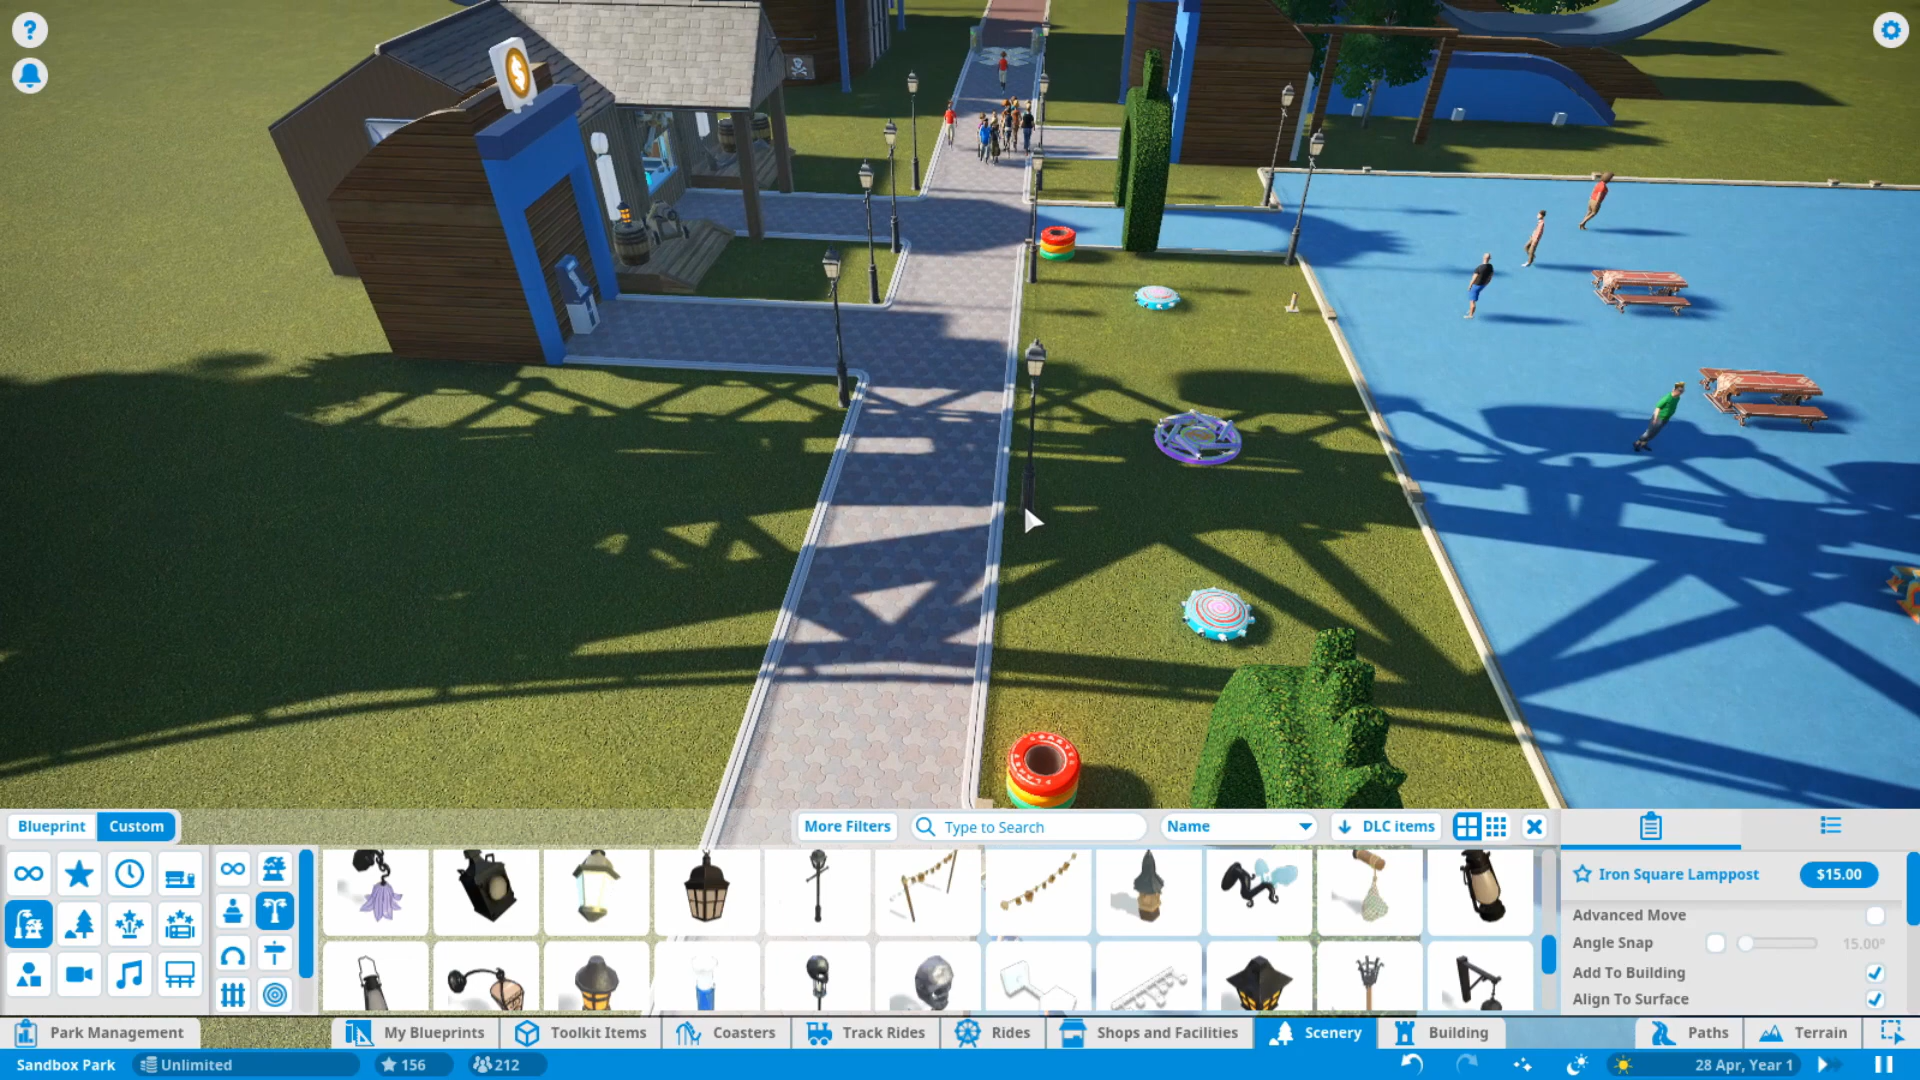 ?
$
COASTER
PLANET
Blueprint
Custom
More Filters
Type to Search
Name
DLC items
Iron Square Lamppost
$15.00
Advanced Move
Angle Snap
15.00°
Add To Building
Align To Surface
Park Management
My Blueprints
Toolkit Items
Coasters
Track Rides
Rides
Shops and Facilities
Scenery
Building
Paths
Terrain
Sandbox Park
Unlimited
156
212
28 Apr, Year 1